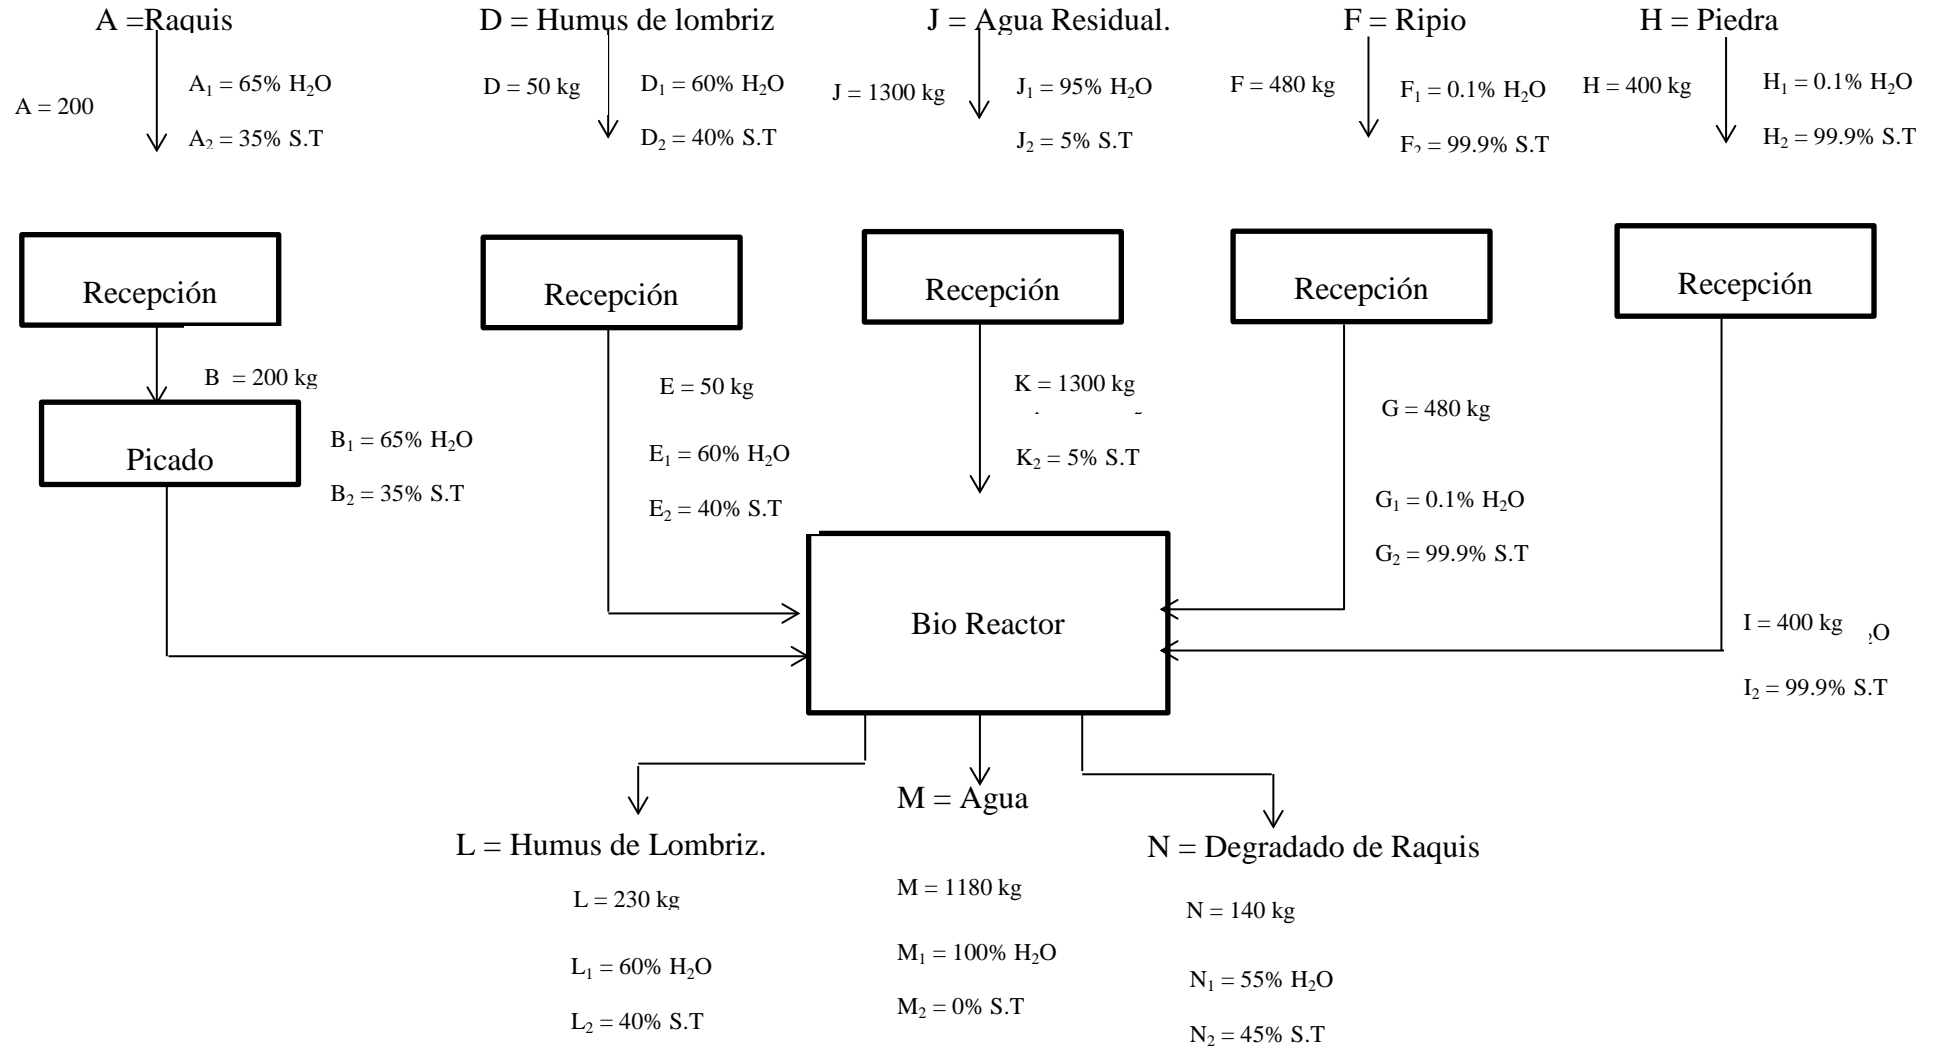 A =Raquis
D = Humus de lombriz
J = Agua Residual.
F = Ripio
H = Piedra
A = 200
A₁ = 65% H₂O
A₂ = 35% S.T
D = 50 kg
D₁ = 60% H₂O
D₂ = 40% S.T
J = 1300 kg
J₁ = 95% H₂O
J₂ = 5% S.T
F = 480 kg
F₁ = 0.1% H₂O
F₂ = 99.9% S.T
H = 400 kg
H₁ = 0.1% H₂O
H₂ = 99.9% S.T
Recepción
Recepción
Recepción
Recepción
Recepción
B = 200 kg
Picado
B₁ = 65% H₂O
B₂ = 35% S.T
E = 50 kg
E₁ = 60% H₂O
E₂ = 40% S.T
K = 1300 kg
K₂ = 5% S.T
G = 480 kg
G₁ = 0.1% H₂O
G₂ = 99.9% S.T
Bio Reactor
I = 400 kg ₂O
I₂ = 99.9% S.T
L = Humus de Lombriz.
L = 230 kg
L₁ = 60% H₂O
L₂ = 40% S.T
M = Agua
M = 1180 kg
M₁ = 100% H₂O
M₂ = 0% S.T
N = Degradado de Raquis
N = 140 kg
N₁ = 55% H₂O
N₂ = 45% S.T